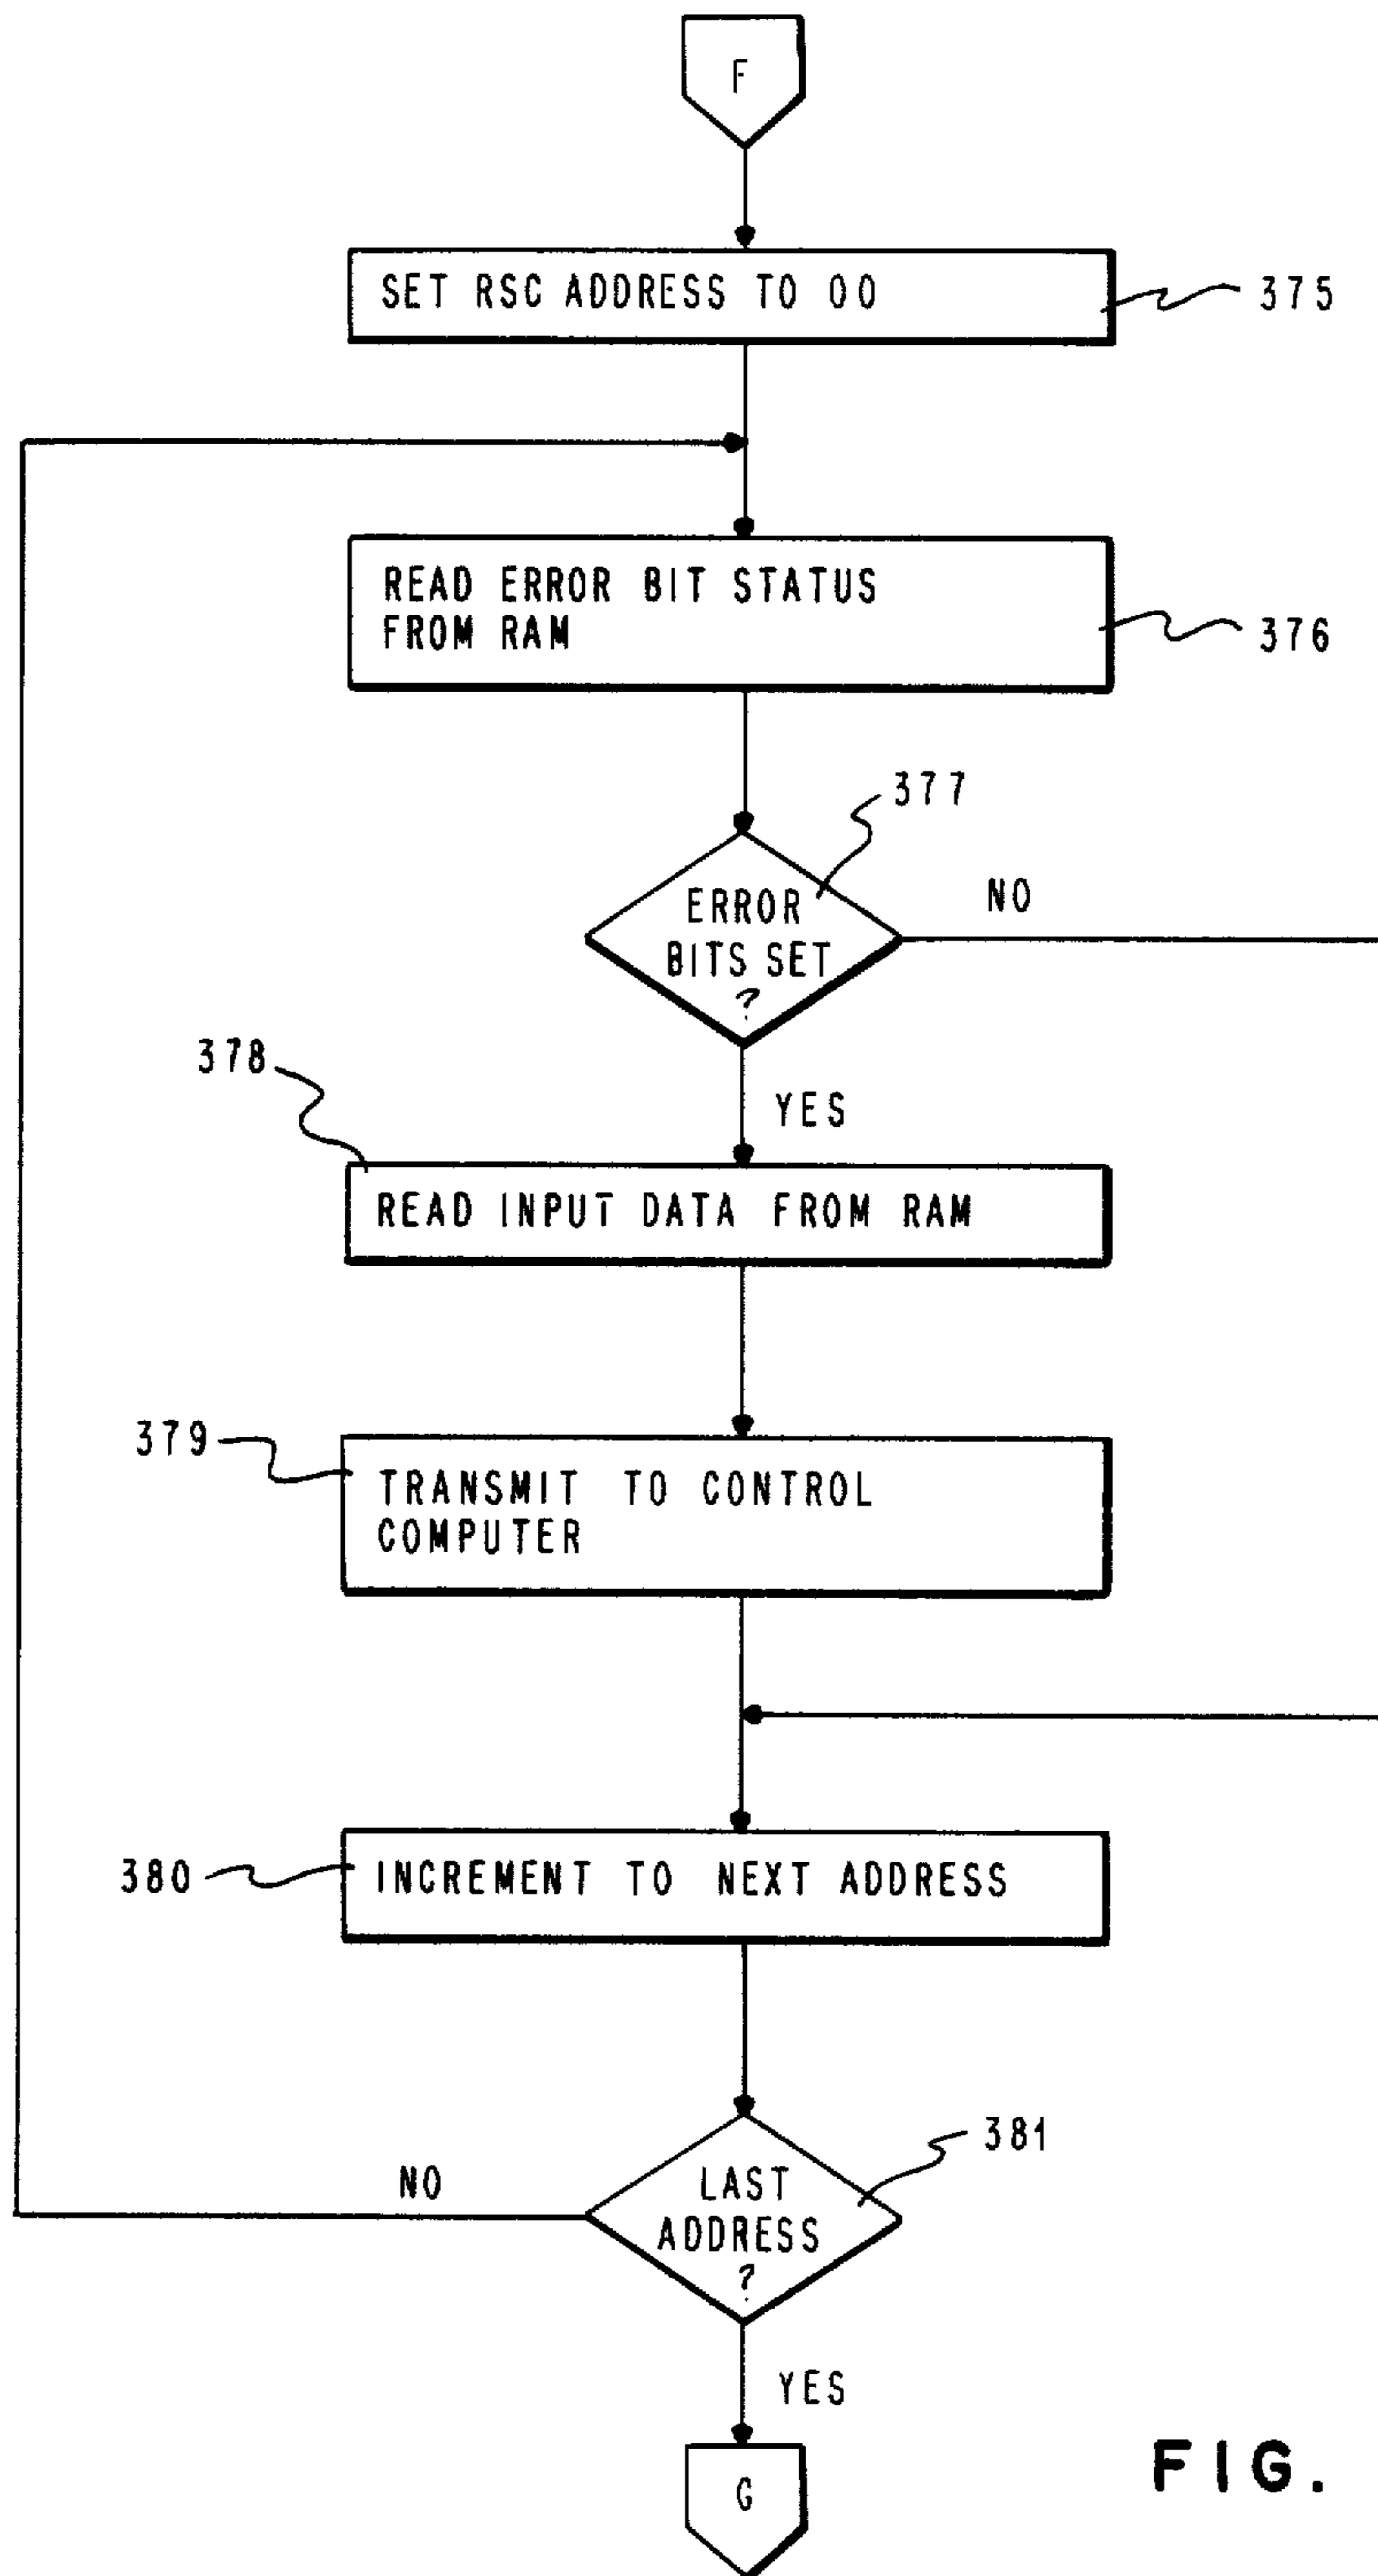 F
SET RSC ADDRESS TO 00
375
READ ERROR BIT STATUS
FROM RAM
376
377
ERROR
BITS SET
?
NO
378
YES
READ INPUT DATA FROM RAM
379
TRANSMIT TO CONTROL
COMPUTER
380
INCREMENT TO NEXT ADDRESS
381
LAST
ADDRESS
?
NO
YES
G
FIG.